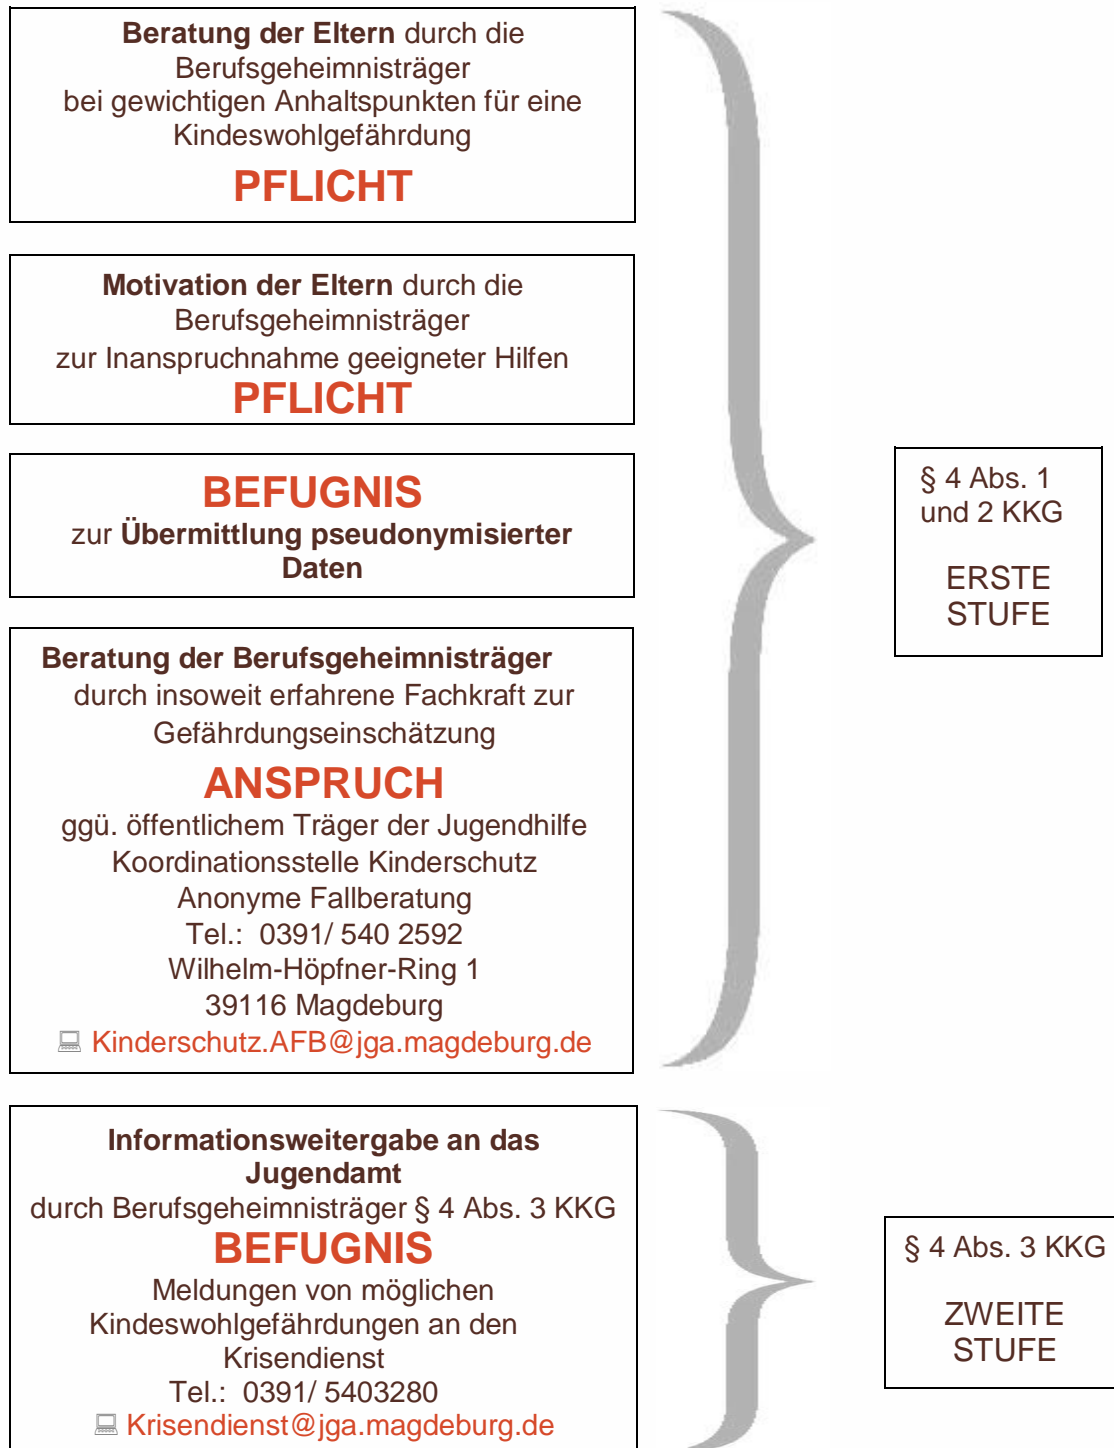 Beratung der Eltern durch die
Berufsgeheimnisträger
bei gewichtigen Anhaltspunkten für eine
Kindeswohlgefährdung
PFLICHT
Motivation der Eltern durch die
Berufsgeheimnisträger
zur Inanspruchnahme geeigneter Hilfen
PFLICHT
BEFUGNIS
zur Übermittlung pseudonymisierter
Daten
Beratung der Berufsgeheimnisträger
durch insoweit erfahrene Fachkraft zur
Gefährdungseinschätzung
ANSPRUCH
ggü. öffentlichem Träger der Jugendhilfe
Koordinationsstelle Kinderschutz
Anonyme Fallberatung
Tel.: 0391/ 540 2592
Wilhelm-Höpfner-Ring 1
39116 Magdeburg
Kinderschutz.AFB@jga.magdeburg.de
§ 4 Abs. 1
und 2 KKG
ERSTE
STUFE
Informationsweitergabe an das
Jugendamt
durch Berufsgeheimnisträger § 4 Abs. 3 KKG
BEFUGNIS
Meldungen von möglichen
Kindeswohlgefährdungen an den
Krisendienst
Tel.: 0391/ 5403280
Krisendienst@jga.magdeburg.de
§ 4 Abs. 3 KKG
ZWEITE
STUFE